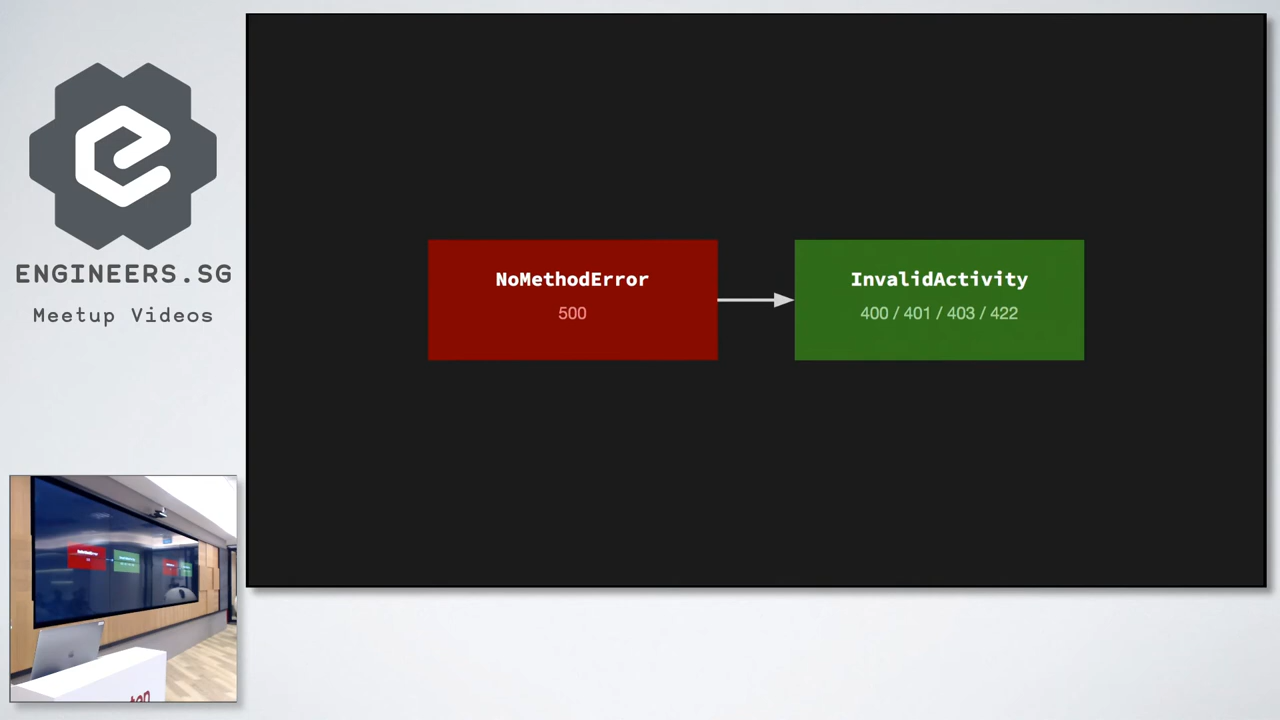 ENGINEERS.SG
Meetup Videos
NoMethodError
500
InvalidActivity
400 / 401 / 403 / 422